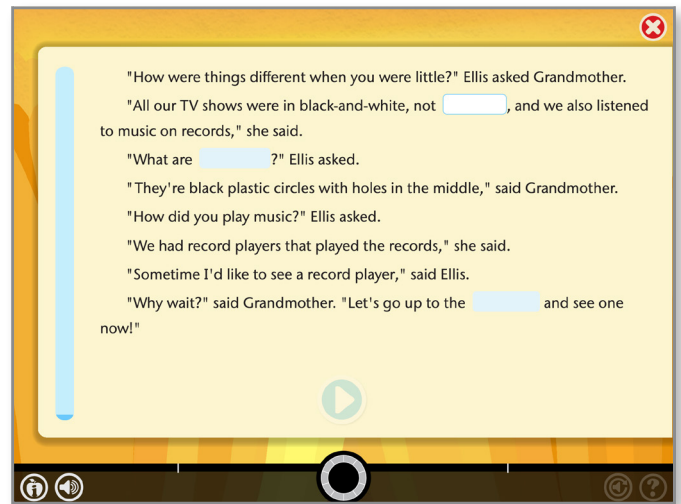 "How were things different when you were little?" Ellis asked Grandmother.
"All our TV shows were in black-and-white, not , and we also listened
to music on records," she said.
"What are ?" Ellis asked.
"They're black plastic circles with holes in the middle," said Grandmother.
"How did you play music?" Ellis asked.
"We had record players that played the records," she said.
"Sometime I'd like to see a record player," said Ellis.
"Why wait?" said Grandmother. "Let's go up to the and see one
now!"